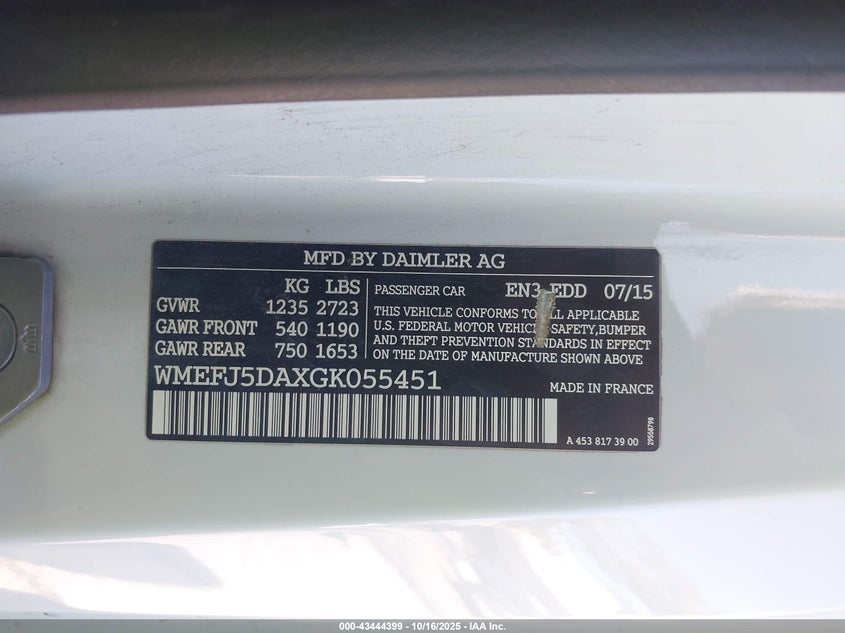 MFD BY DAIMLER AG
KG LBS
GVWR 1235 2723
GAWR FRONT 540 1190
GAWR REAR 750 1653
PASSENGER CAR EN3 EDD 07/15
THIS VEHICLE CONFORMS TO ALL APPLICABLE
U.S. FEDERAL MOTOR VEHICLE SAFETY,BUMPER
AND THEFT PREVENTION STANDARDS IN EFFECT
ON THE DATE OF MANUFACTURE SHOWN ABOVE
WMEFJ5DAXGK055451
MADE IN FRANCE
A 453 817 39 00
29558798
000-43444399 - 10/16/2025 - IAA Inc.